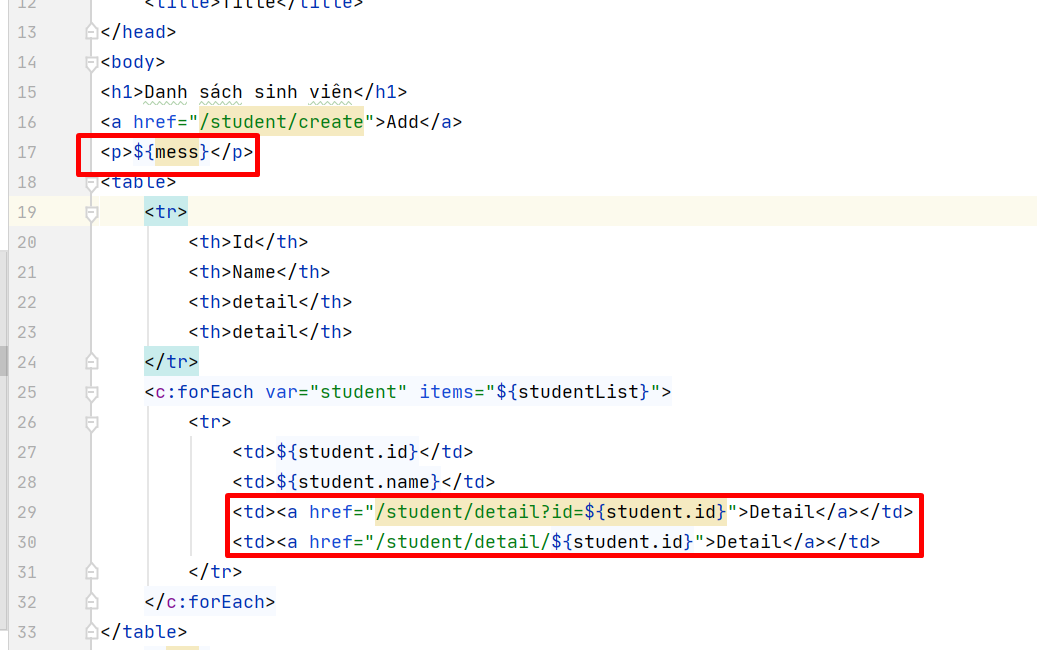 12 <title>Title</title>
13 </head>
14 <body>
15 <h1>Danh sách sinh viên</h1>
16 <a href="/student/create">Add</a>
17 <p>${mess}</p>
18 <table>
19 <tr>
20 <th>Id</th>
21 <th>Name</th>
22 <th>detail</th>
23 <th>detail</th>
24 </tr>
25 <c:forEach var="student" items="${studentList}">
26 <tr>
27 <td>${student.id}</td>
28 <td>${student.name}</td>
29 <td><a href="/student/detail?id=${student.id}">Detail</a></td>
30 <td><a href="/student/detail/${student.id}">Detail</a></td>
31 </tr>
32 </c:forEach>
33 </table>